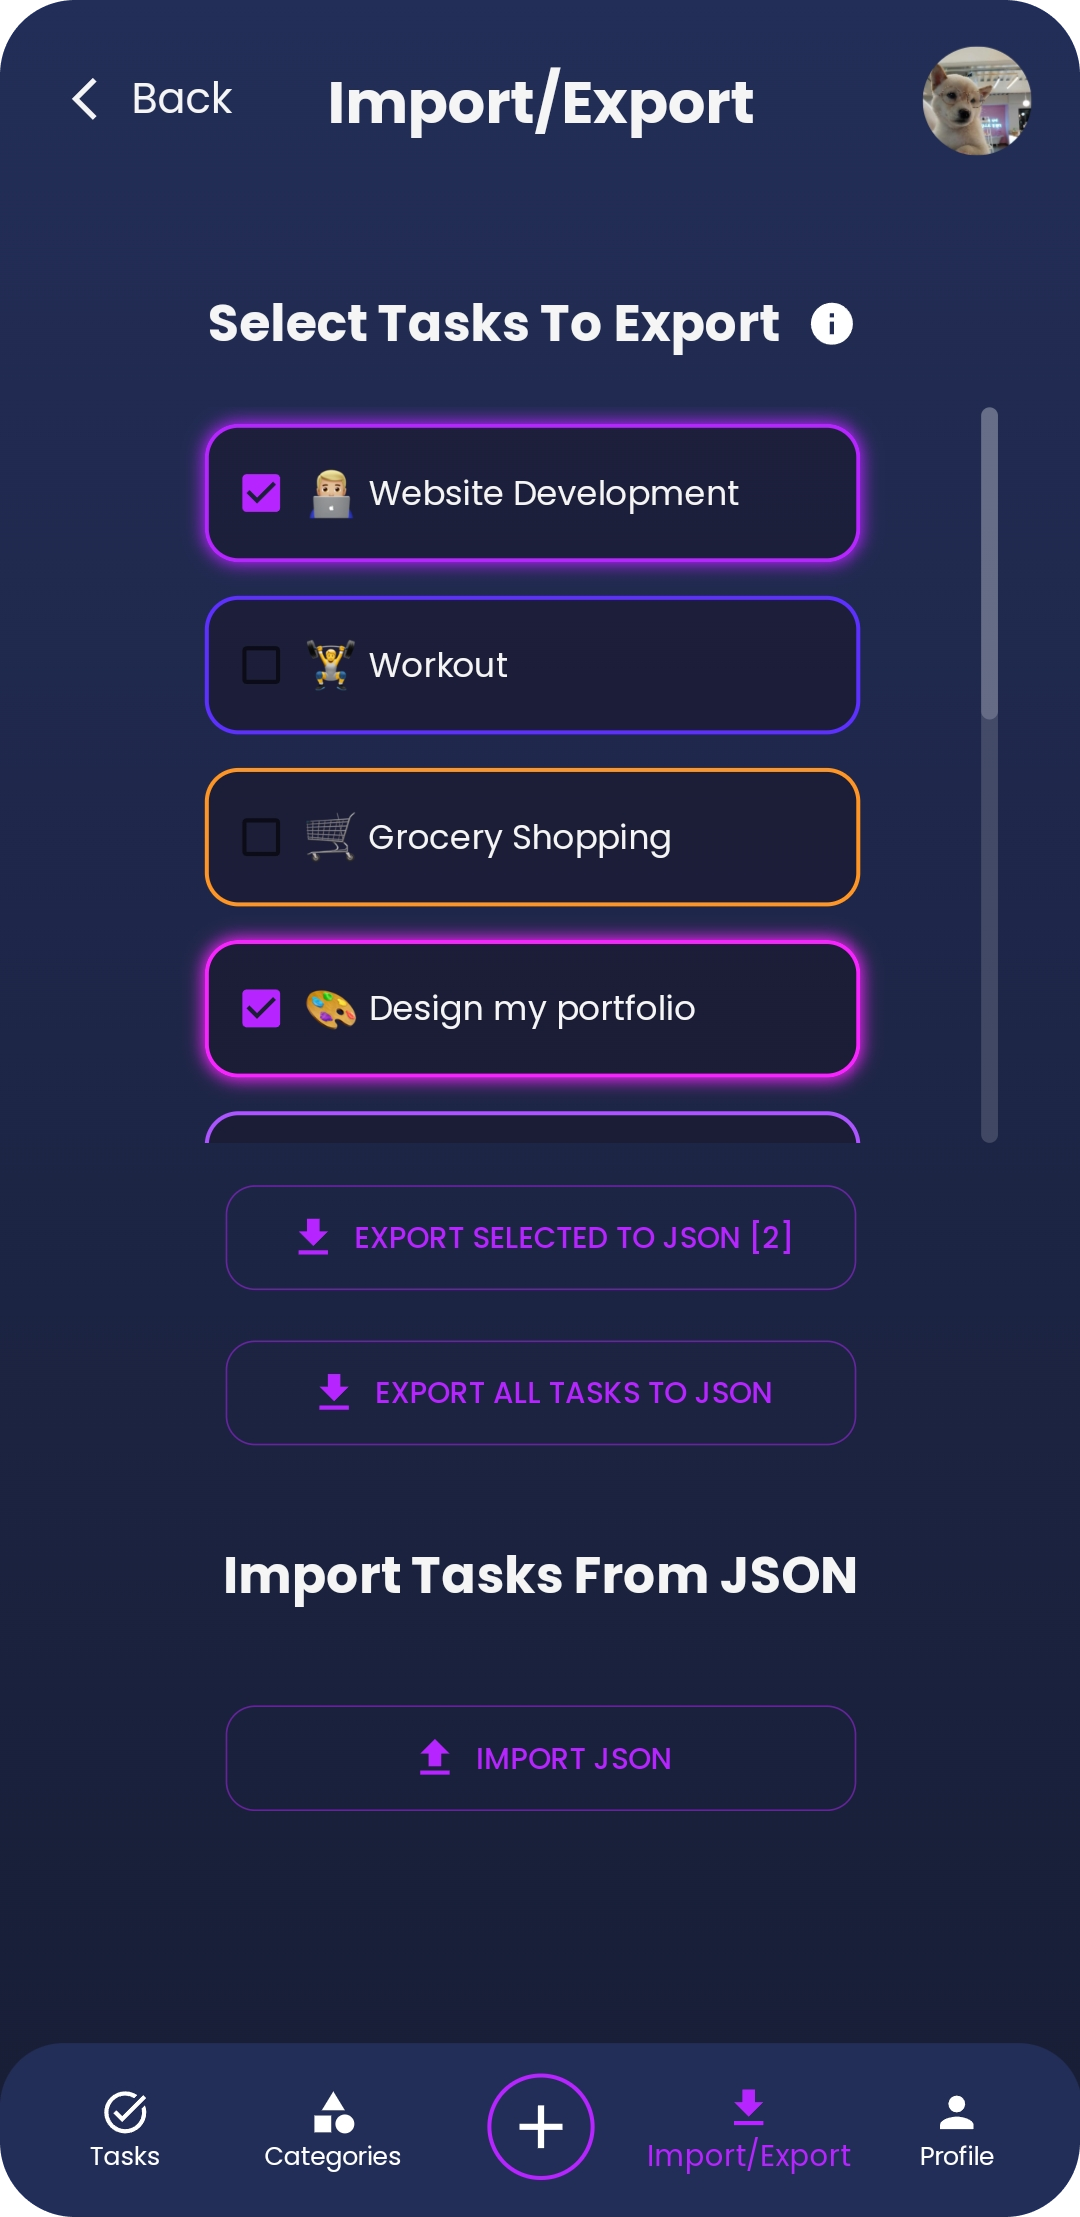 Back
Import/Export
Select Tasks To Export
Website Development
Workout
Grocery Shopping
Design my portfolio
EXPORT SELECTED TO JSON [2]
EXPORT ALL TASKS TO JSON
Import Tasks From JSON
IMPORT JSON
Tasks
Categories
Import/Export
Profile